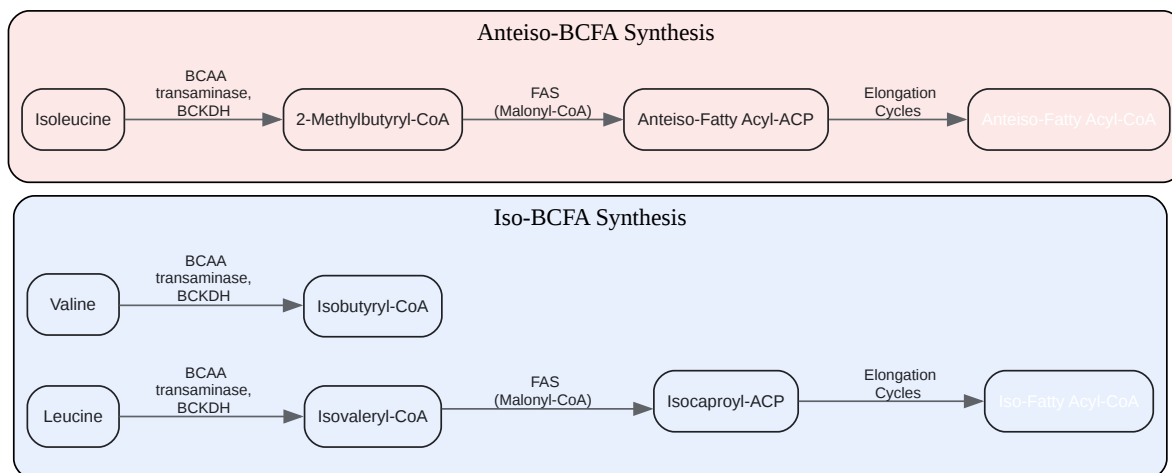 Anteiso-BCFA Synthesis
BCAA
transaminase,
BCKDH
FAS
(Malonyl-CoA)
Elongation
Cycles
Isoleucine
2-Methylbutyryl-CoA
Anteiso-Fatty Acyl-ACP
Anteiso-Fatty Acyl-CoA
Iso-BCFA Synthesis
BCAA
transaminase,
BCKDH
Valine
Isobutyryl-CoA
BCAA
transaminase,
BCKDH
FAS
(Malonyl-CoA)
Elongation
Cycles
Leucine
Isovaleryl-CoA
Isocaproyl-ACP
Iso-Fatty Acyl-CoA